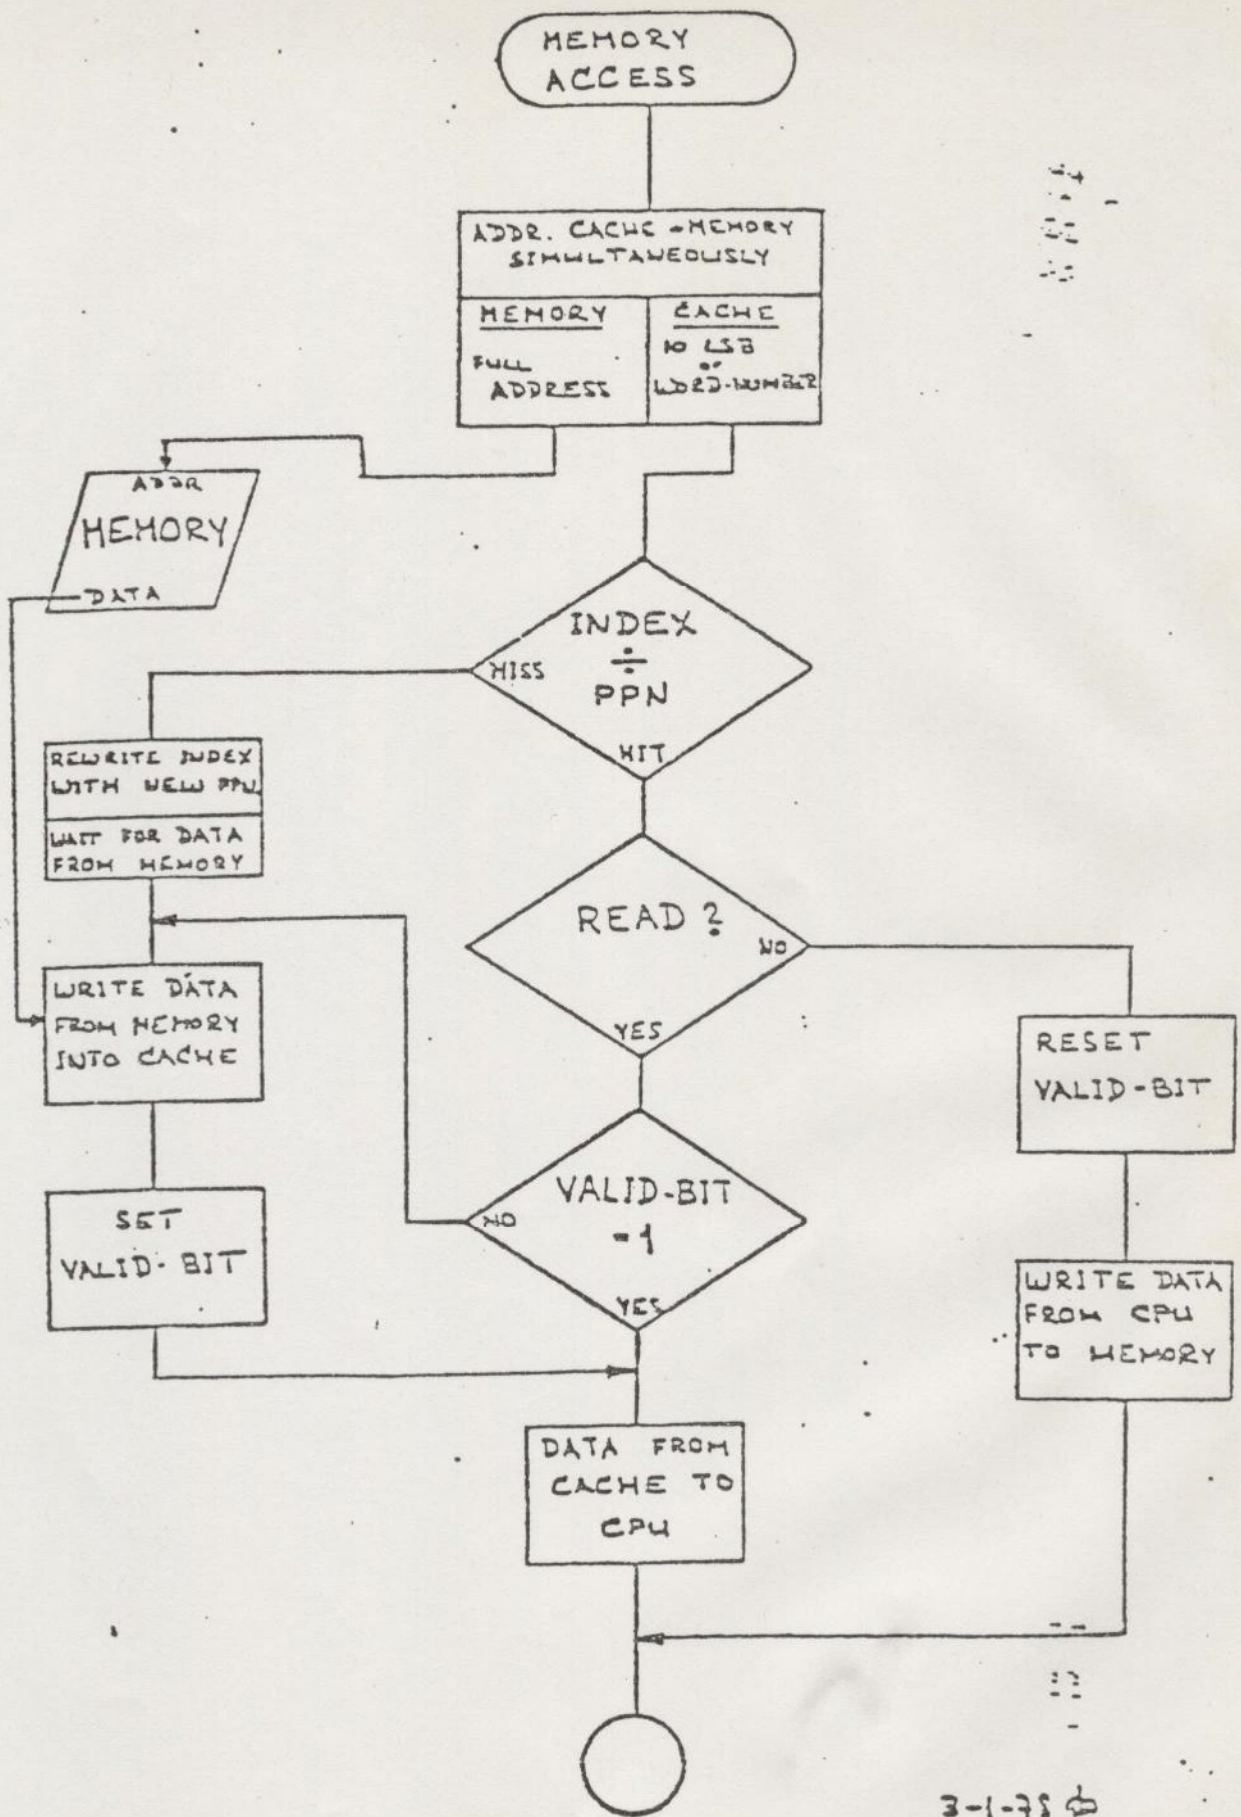 MEMORY
ACCESS
ADDR. CACHE - MEMORY
SIMULTANEOUSLY
MEMORY
FULL
ADDRESS
CACHE
10 LSB
OF
WORD-NUMBER
ADDR
MEMORY
DATA
INDEX
÷
PPN
MISS
HIT
REWRITE INDEX
WITH NEW PPN
WAIT FOR DATA
FROM MEMORY
READ ?
NO
YES
WRITE DATA
FROM MEMORY
INTO CACHE
RESET
VALID-BIT
VALID-BIT
=1
NO
YES
SET
VALID-BIT
WRITE DATA
FROM CPU
TO MEMORY
DATA FROM
CACHE TO
CPU